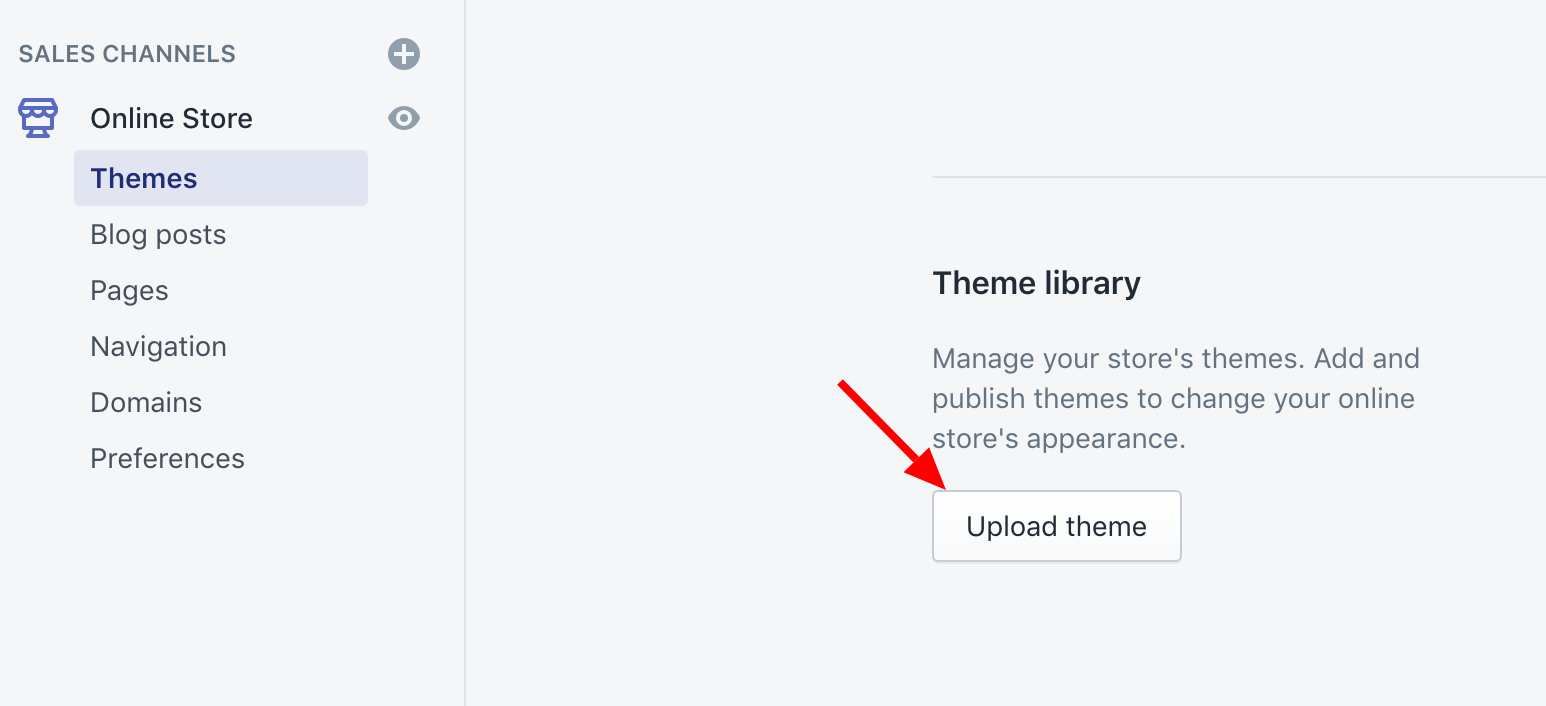 SALES CHANNELS
Online Store
Themes
Blog posts
Pages
Navigation
Domains
Preferences
Theme library
Manage your store's themes. Add and
publish themes to change your online
store's appearance.
Upload theme